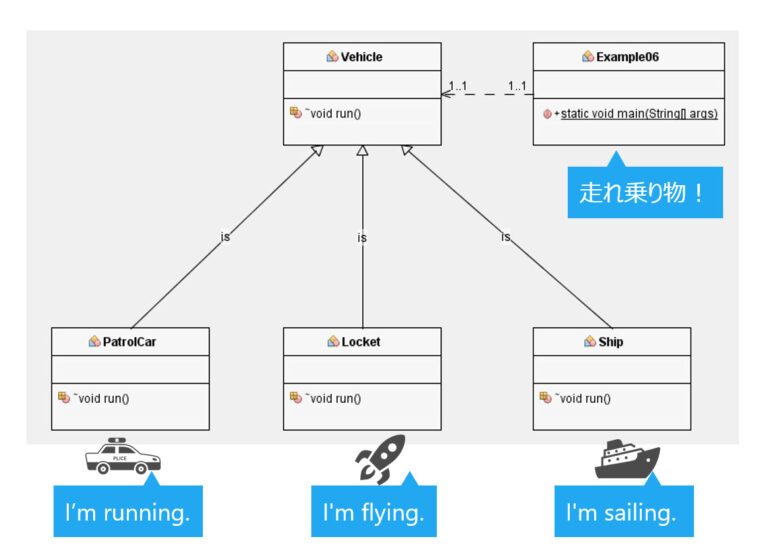 Vehicle
Example06
1..1
1..1
~void run()
+static void main(String[] args)
走れ乗り物！
is
is
is
PatrolCar
Locket
Ship
~void run()
~void run()
~void run()
PLICE
I'm running.
I'm flying.
I'm sailing.